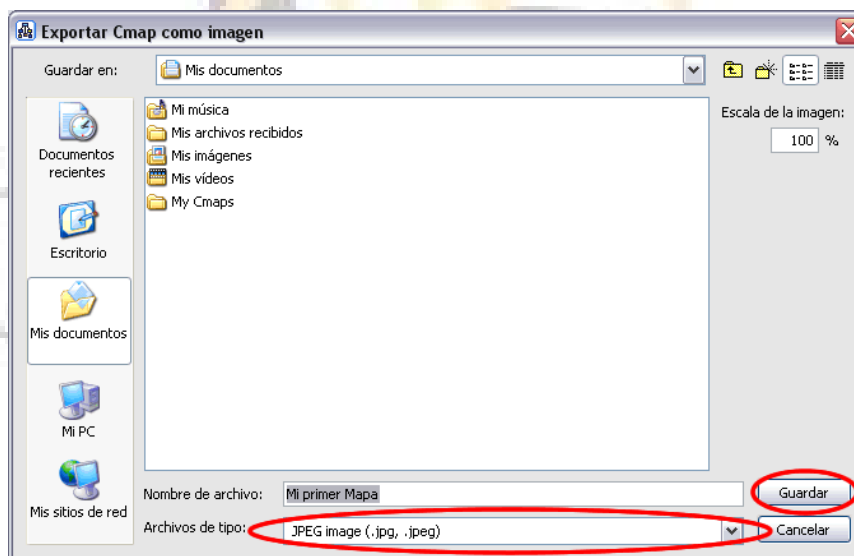 Exportar Cmap como imagen
Guardar en:
Mis documentos
Documentos
recientes
Escritorio
Mis documentos
Mi PC
Mis sitios de red
Mi música
Mis archivos recibidos
Mis imágenes
Mis vídeos
My Cmaps
Escala de la imagen:
100 %
Nombre de archivo: Mi primer Mapa
Guardar
Archivos de tipo: JPEG image (.jpg, .jpeg)
Cancelar